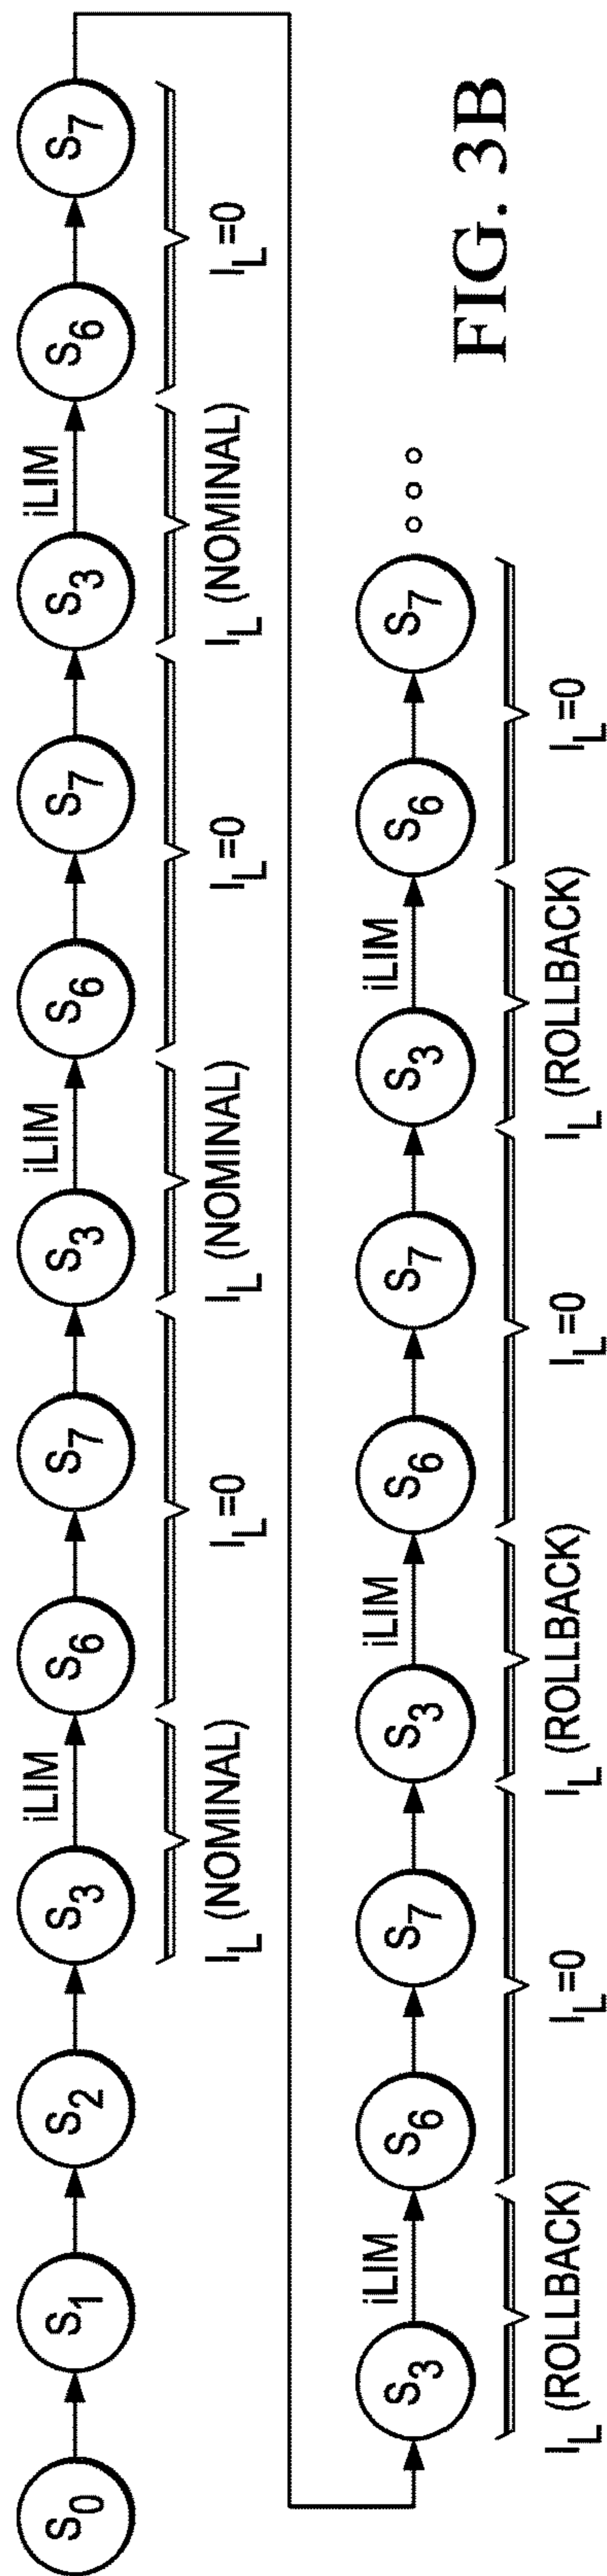 S0 S1 S2 S3 iLIM S6 S7 S3 iLIM S6 S7 S3 iLIM S6 S7
IL (NOMINAL) IL=0 IL (NOMINAL) IL=0 IL (NOMINAL) IL=0
S3 iLIM S6 S7 S3 iLIM S6 S7 S3 iLIM S6 S7
IL (ROLLBACK) IL=0 IL (ROLLBACK) IL=0 IL (ROLLBACK) IL=0
FIG. 3B